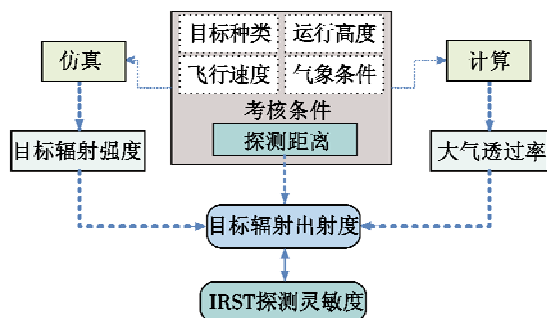 目标种类 运行高度
仿真 飞行速度 气象条件 计算
考核条件
目标辐射强度 探测距离 大气透过率
目标辐射出射度
IRST探测灵敏度